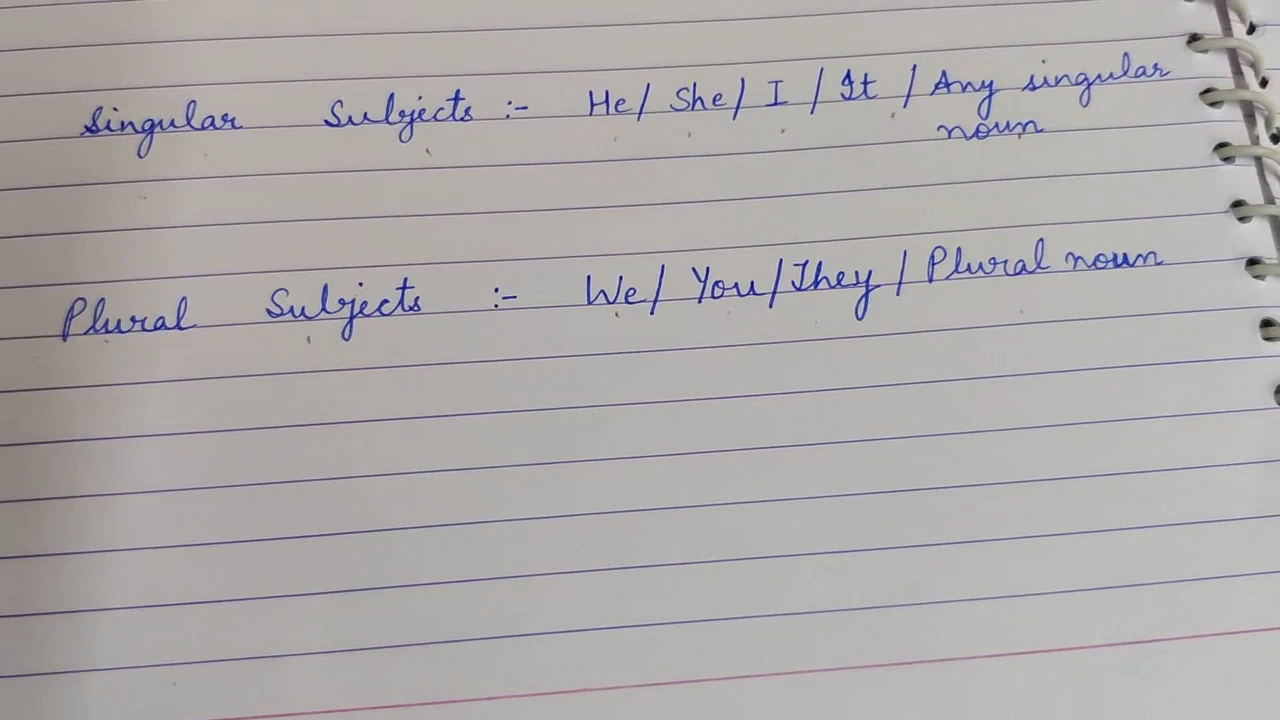 Singular Subjects :- He/ She/ I / It / Any singular
noun
Plural Subjects :- We/ You/They / Plural noun